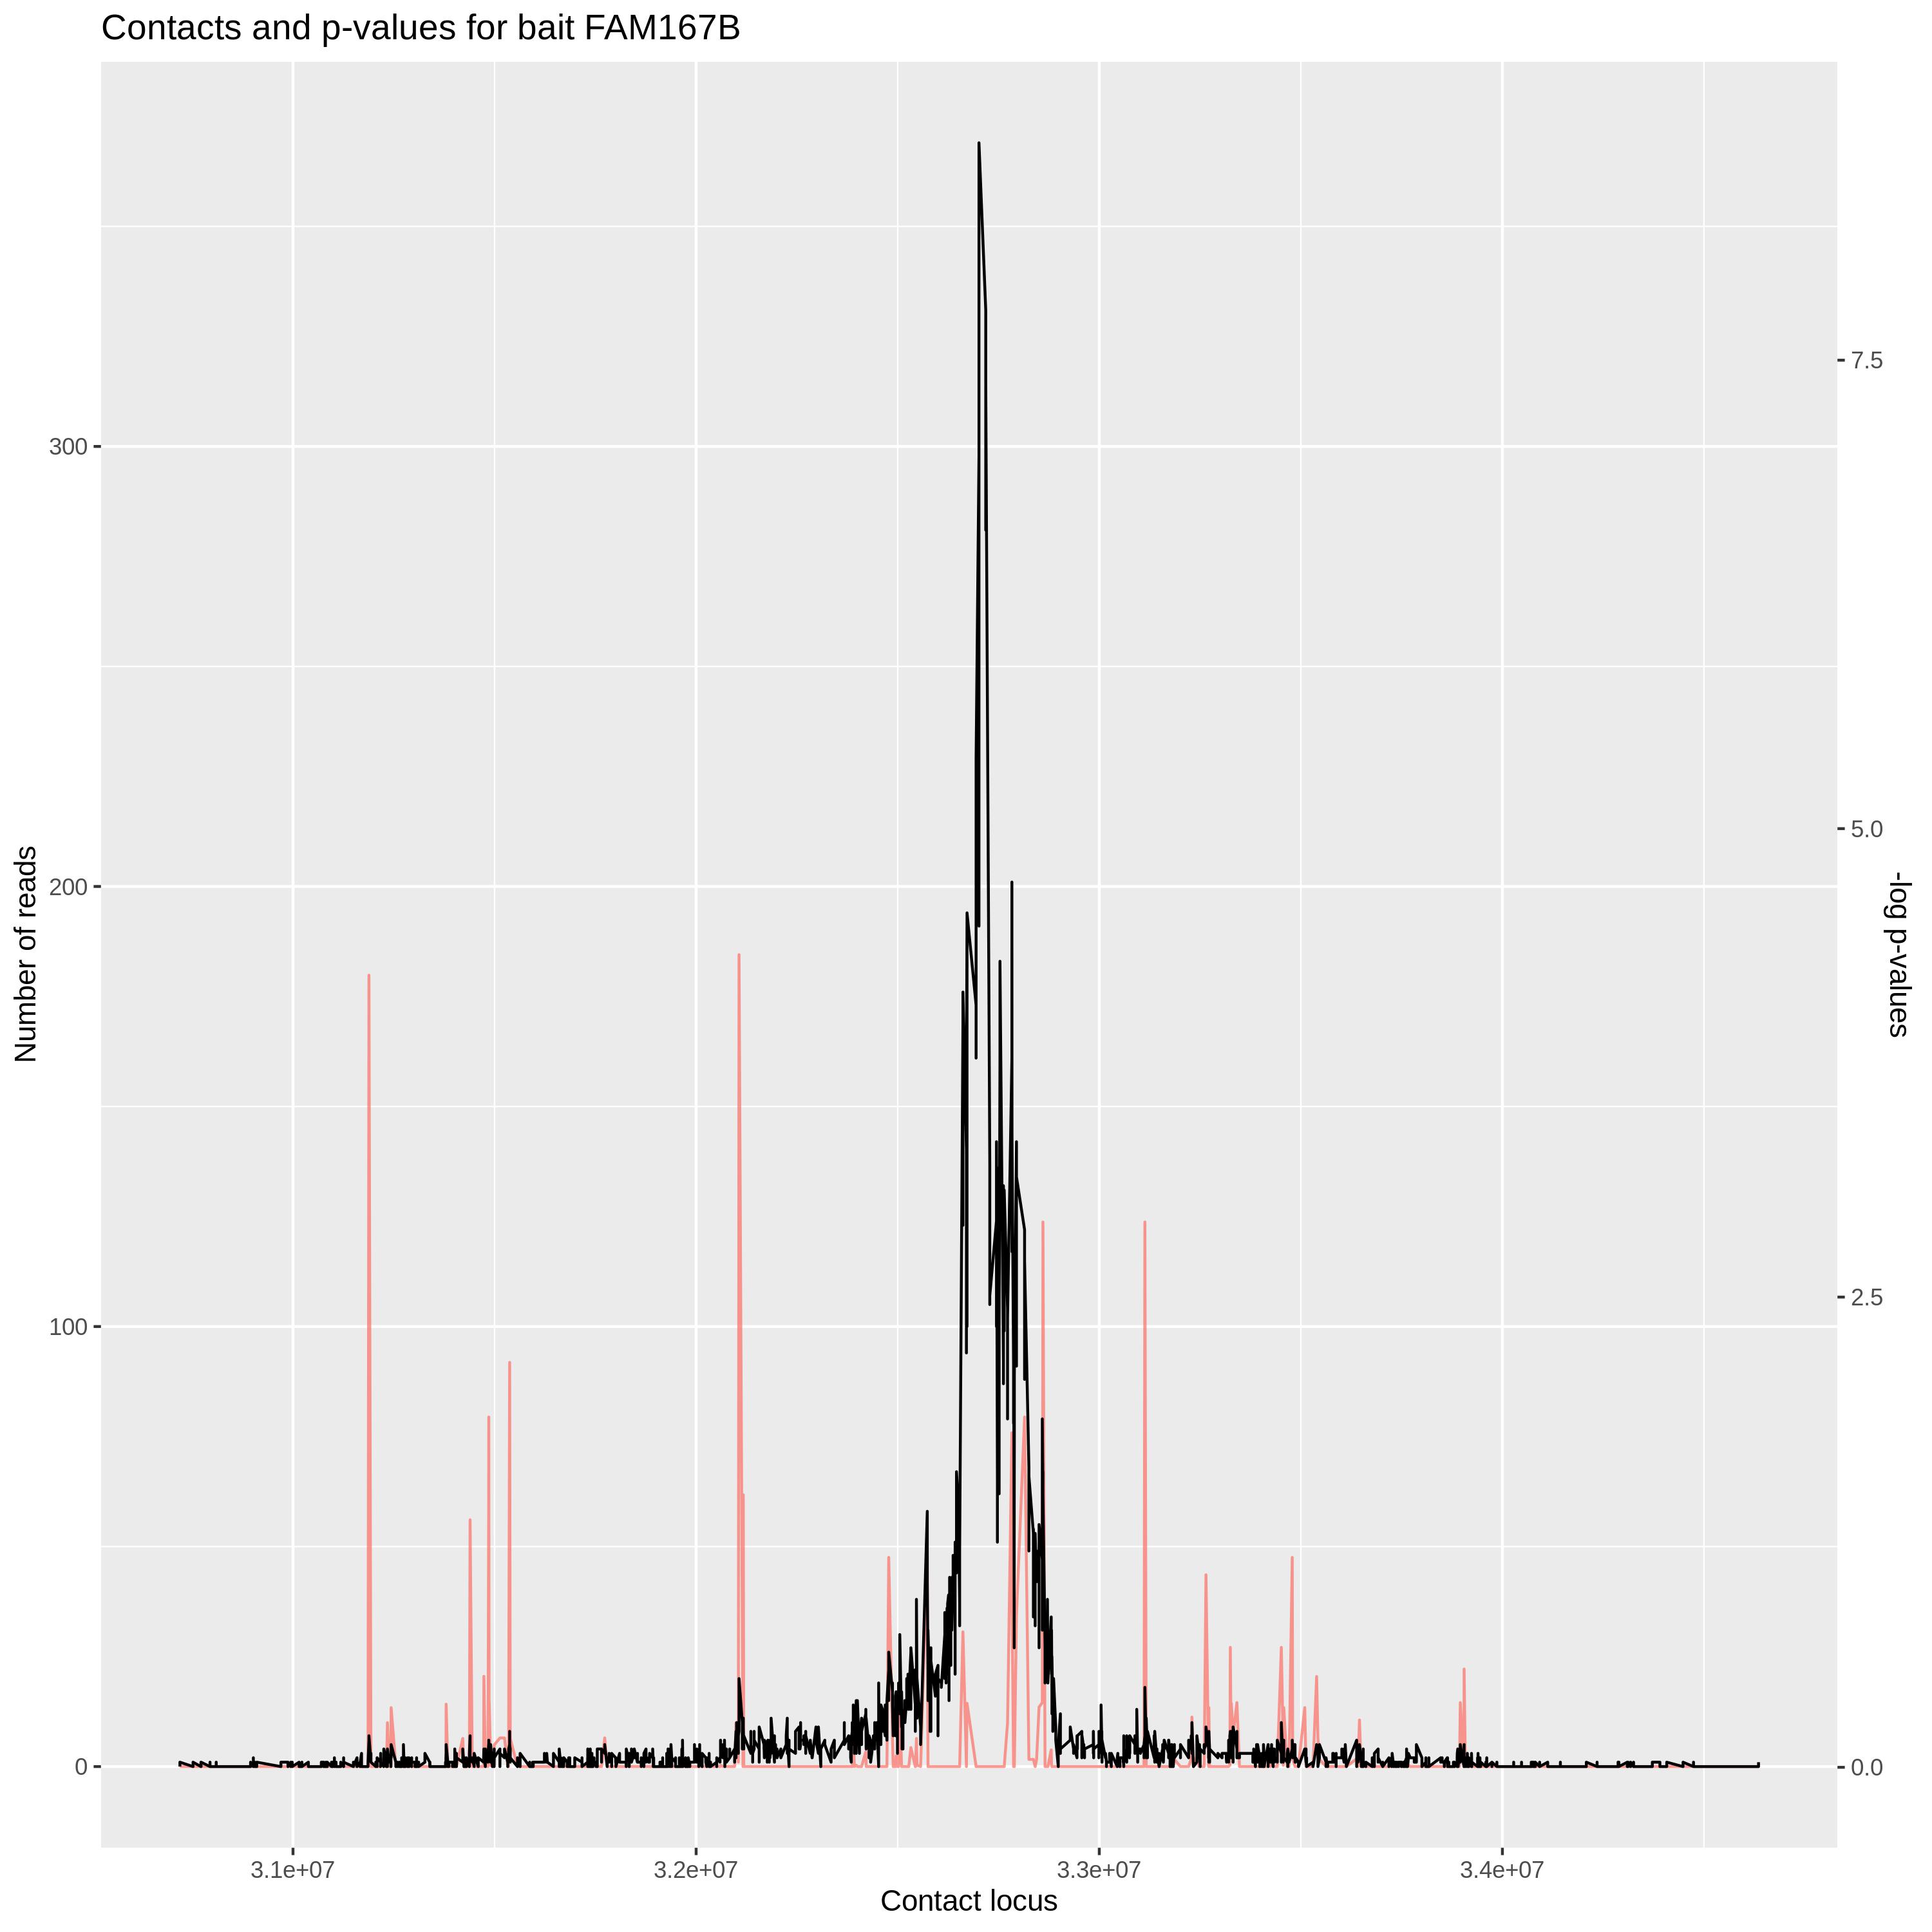 Contacts and p-values for bait FAM167B
Number of reads
300
200
100
0
7.5
5.0
2.5
0.0
-log p-values
3.1e+07
3.2e+07
3.3e+07
3.4e+07
Contact locus